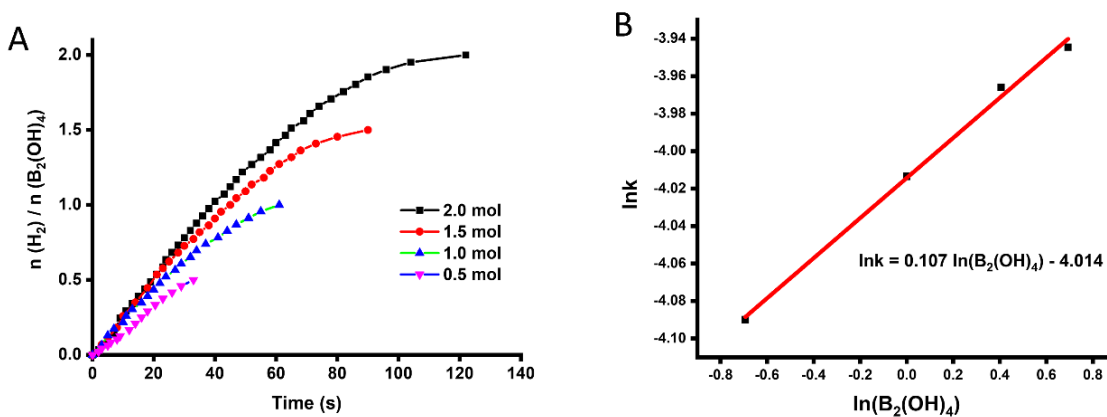 A
n (H2) / n (B2(OH)4)
2.0
1.5
1.0
0.5
0.0
2.0 mol
1.5 mol
1.0 mol
0.5 mol
0 20 40 60 80 100 120 140
Time (s)
B
lnk
-3.94
-3.96
-3.98
-4.00
-4.02
-4.04
-4.06
-4.08
-4.10
lnk = 0.107 ln(B2(OH)4) - 4.014
-0.8 -0.6 -0.4 -0.2 0.0 0.2 0.4 0.6 0.8
ln(B2(OH)4)